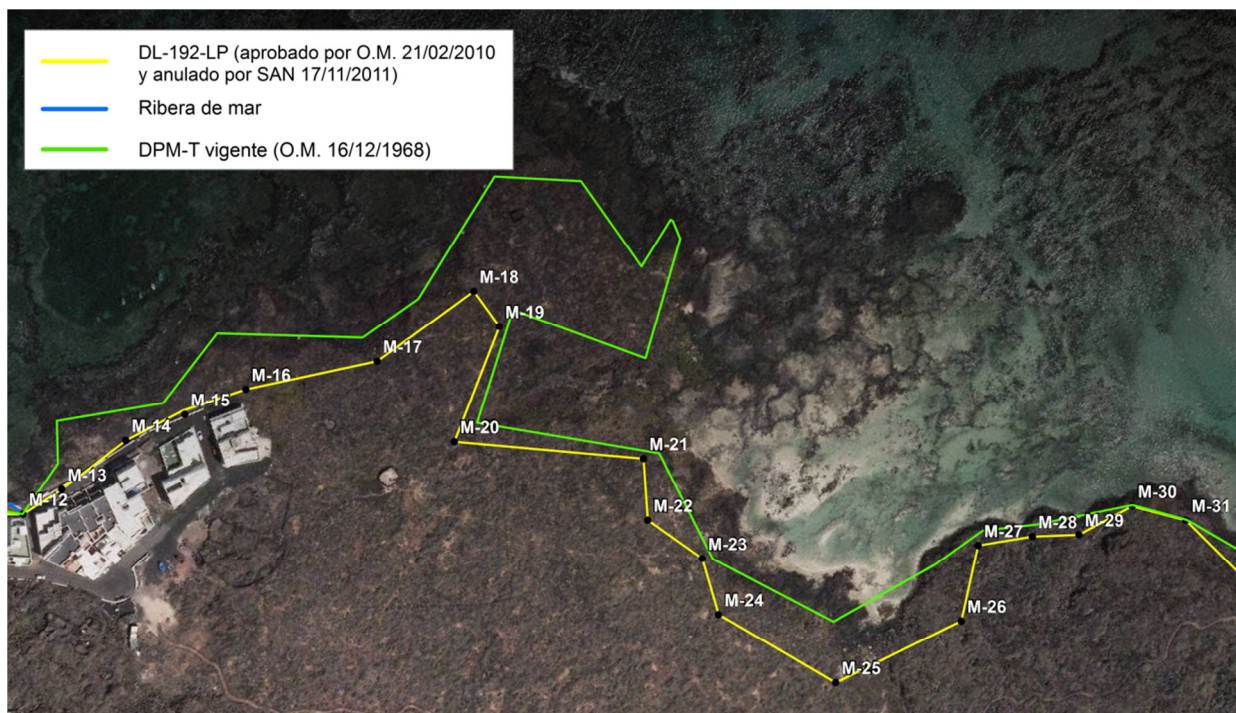 DL-192-LP (aprobado por O.M. 21/02/2010
y anulado por SAN 17/11/2011)
Ribera de mar
DPM-T vigente (O.M. 16/12/1968)
M-18
M-19
M-17
M-16
M-15
M-14
M-20
M-21
M-13
M-12
M-22
M-30
M-31
M-29
M-28
M-27
M-23
M-24
M-26
M-25